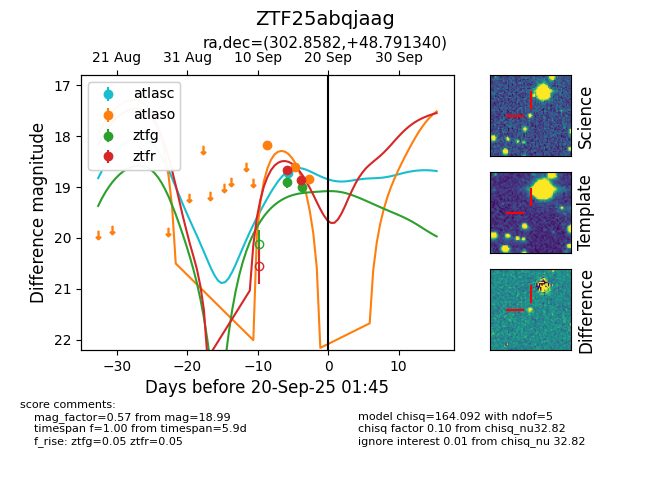 ZTF25abqjaag
ra,dec=(302.8582,+48.791340)
21 Aug 31 Aug 10 Sep 20 Sep 30 Sep
17
18
19
20
21
22
Difference magnitude
atlasc
atlaso
ztfg
ztfr
−30 −20 −10 0 10
Days before 20-Sep-25 01:45
Science
Template
Difference
score comments:
mag_factor=0.57 from mag=18.99
timespan f=1.00 from timespan=5.9d
f_rise: ztfg=0.05 ztfr=0.05
model chisq=164.092 with ndof=5
chisq factor 0.10 from chisq_nu32.82
ignore interest 0.01 from chisq_nu 32.82